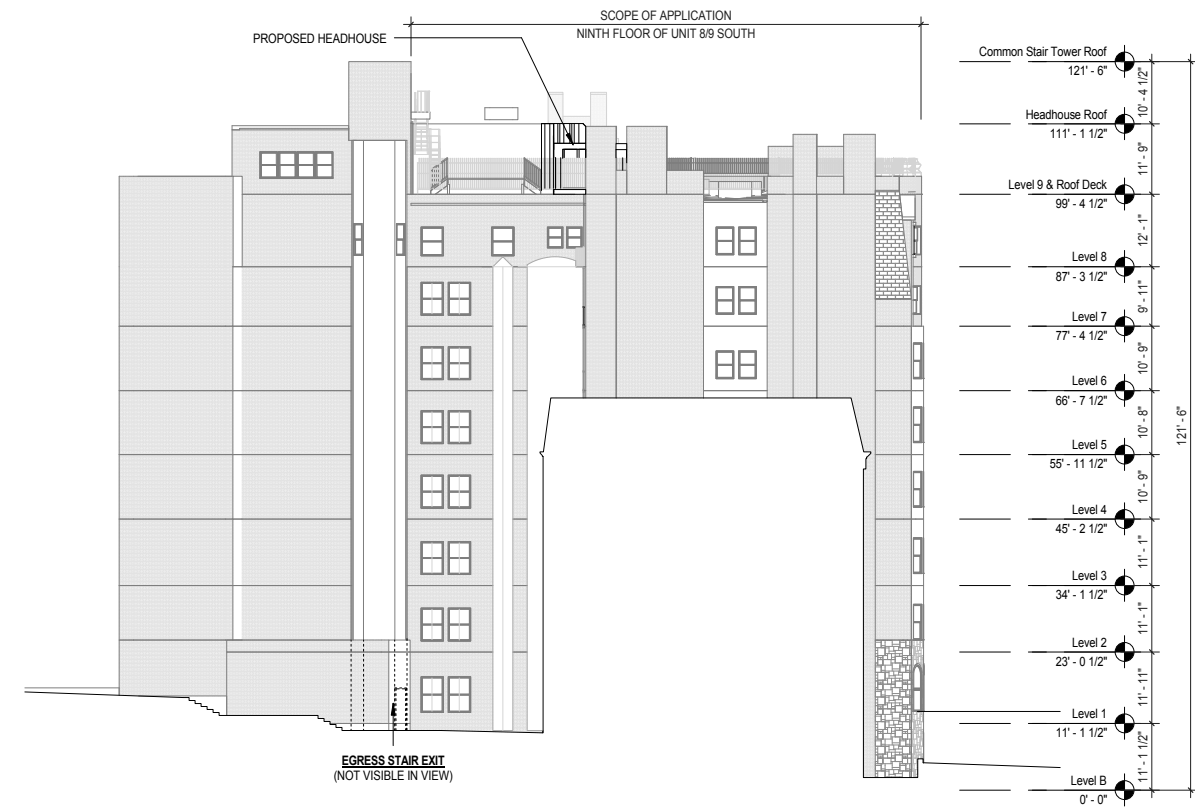 SCOPE OF APPLICATION
NINTH FLOOR OF UNIT 8/9 SOUTH
PROPOSED HEADHOUSE
Common Stair Tower Roof
121' - 6"
10' - 4 1/2"
Headhouse Roof
111' - 1 1/2"
11' - 9"
Level 9 & Roof Deck
99' - 4 1/2"
12' - 1"
Level 8
87' - 3 1/2"
9' - 11"
Level 7
77' - 4 1/2"
10' - 9"
Level 6
66' - 7 1/2"
10' - 8"
121' - 6"
Level 5
55' - 11 1/2"
10' - 9"
Level 4
45' - 2 1/2"
11' - 1"
Level 3
34' - 1 1/2"
11' - 1"
Level 2
23' - 0 1/2"
11' - 11"
Level 1
11' - 1 1/2"
11' - 1 1/2"
Level B
0' - 0"
EGRESS STAIR EXIT
(NOT VISIBLE IN VIEW)